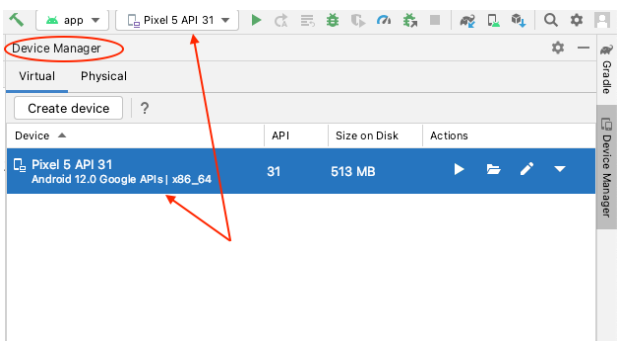 app
Pixel 5 API 31
Device Manager
Virtual Physical
Create device ?
Device API Size on Disk Actions
Pixel 5 API 31
Android 12.0 Google APIs | x86_64
31 513 MB
Gradle
Device Manager